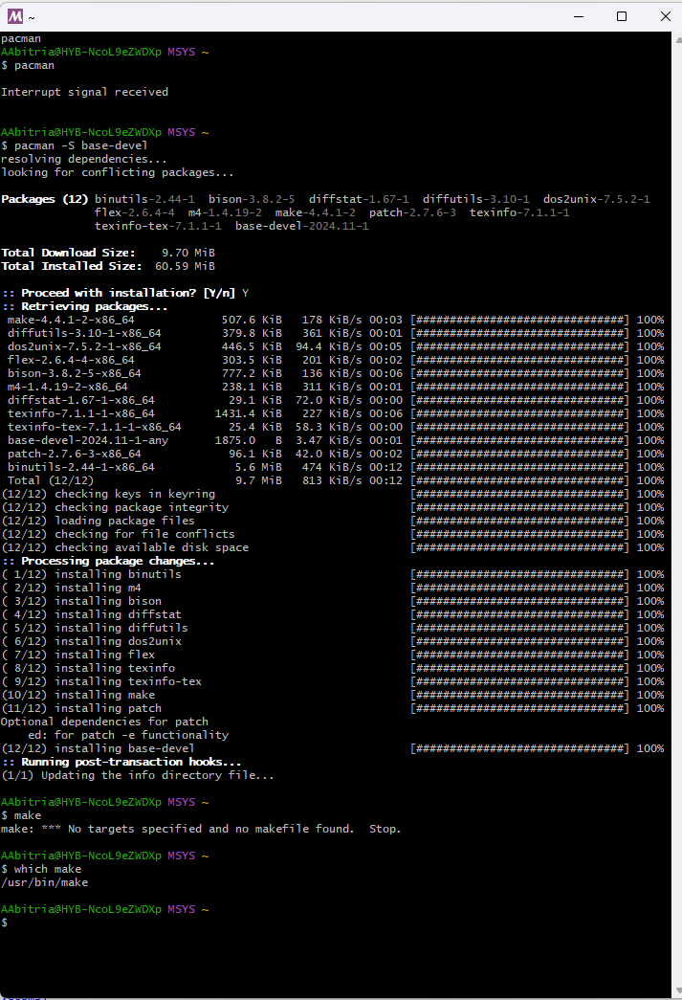 M ~
pacman
AAbitria@HYB-NcoL9eZWDXp MSYS ~
$ pacman
Interrupt signal received
AAbitria@HYB-NcoL9eZWDXp MSYS ~
$ pacman -S base-devel
resolving dependencies...
looking for conflicting packages...
Packages (12) binutils-2.44-1  bison-3.8.2-5  diffstat-1.67-1  diffutils-3.10-1  dos2unix-7.5.2-1
flex-2.6.4-4  m4-1.4.19-2  make-4.4.1-2  patch-2.7.6-3  texinfo-7.1.1-1
texinfo-tex-7.1.1-1  base-devel-2024.11-1
Total Download Size:    9.70 MiB
Total Installed Size:  60.59 MiB
:: Proceed with installation? [Y/n] Y
:: Retrieving packages...
make-4.4.1-2-x86_64 507.6 KiB 178 KiB/s 00:03 [###############################] 100%
diffutils-3.10-1-x86_64 379.8 KiB 361 KiB/s 00:01 [###############################] 100%
dos2unix-7.5.2-1-x86_64 446.5 KiB 94.4 KiB/s 00:05 [###############################] 100%
flex-2.6.4-4-x86_64 303.5 KiB 201 KiB/s 00:02 [###############################] 100%
bison-3.8.2-5-x86_64 777.2 KiB 136 KiB/s 00:06 [###############################] 100%
m4-1.4.19-2-x86_64 238.1 KiB 311 KiB/s 00:01 [###############################] 100%
diffstat-1.67-1-x86_64 29.1 KiB 72.0 KiB/s 00:00 [###############################] 100%
texinfo-7.1.1-1-x86_64 1431.4 KiB 227 KiB/s 00:06 [###############################] 100%
texinfo-tex-7.1.1-1-x86_64 25.4 KiB 58.3 KiB/s 00:00 [###############################] 100%
base-devel-2024.11-1-any 1875.0 B 3.47 KiB/s 00:01 [###############################] 100%
patch-2.7.6-3-x86_64 96.1 KiB 42.0 KiB/s 00:02 [###############################] 100%
binutils-2.44-1-x86_64 5.6 MiB 474 KiB/s 00:12 [###############################] 100%
Total (12/12) 9.7 MiB 813 KiB/s 00:12 [###############################] 100%
(12/12) checking keys in keyring [###############################] 100%
(12/12) checking package integrity [###############################] 100%
(12/12) loading package files [###############################] 100%
(12/12) checking for file conflicts [###############################] 100%
(12/12) checking available disk space [###############################] 100%
:: Processing package changes...
( 1/12) installing binutils [###############################] 100%
( 2/12) installing m4 [###############################] 100%
( 3/12) installing bison [###############################] 100%
( 4/12) installing diffstat [###############################] 100%
( 5/12) installing diffutils [###############################] 100%
( 6/12) installing dos2unix [###############################] 100%
( 7/12) installing flex [###############################] 100%
( 8/12) installing texinfo [###############################] 100%
( 9/12) installing texinfo-tex [###############################] 100%
(10/12) installing make [###############################] 100%
(11/12) installing patch [###############################] 100%
Optional dependencies for patch
ed: for patch -e functionality
(12/12) installing base-devel [###############################] 100%
:: Running post-transaction hooks...
(1/1) Updating the info directory file...
AAbitria@HYB-NcoL9eZWDXp MSYS ~
$ make
make: *** No targets specified and no makefile found.  Stop.
AAbitria@HYB-NcoL9eZWDXp MSYS ~
$ which make
/usr/bin/make
AAbitria@HYB-NcoL9eZWDXp MSYS ~
$